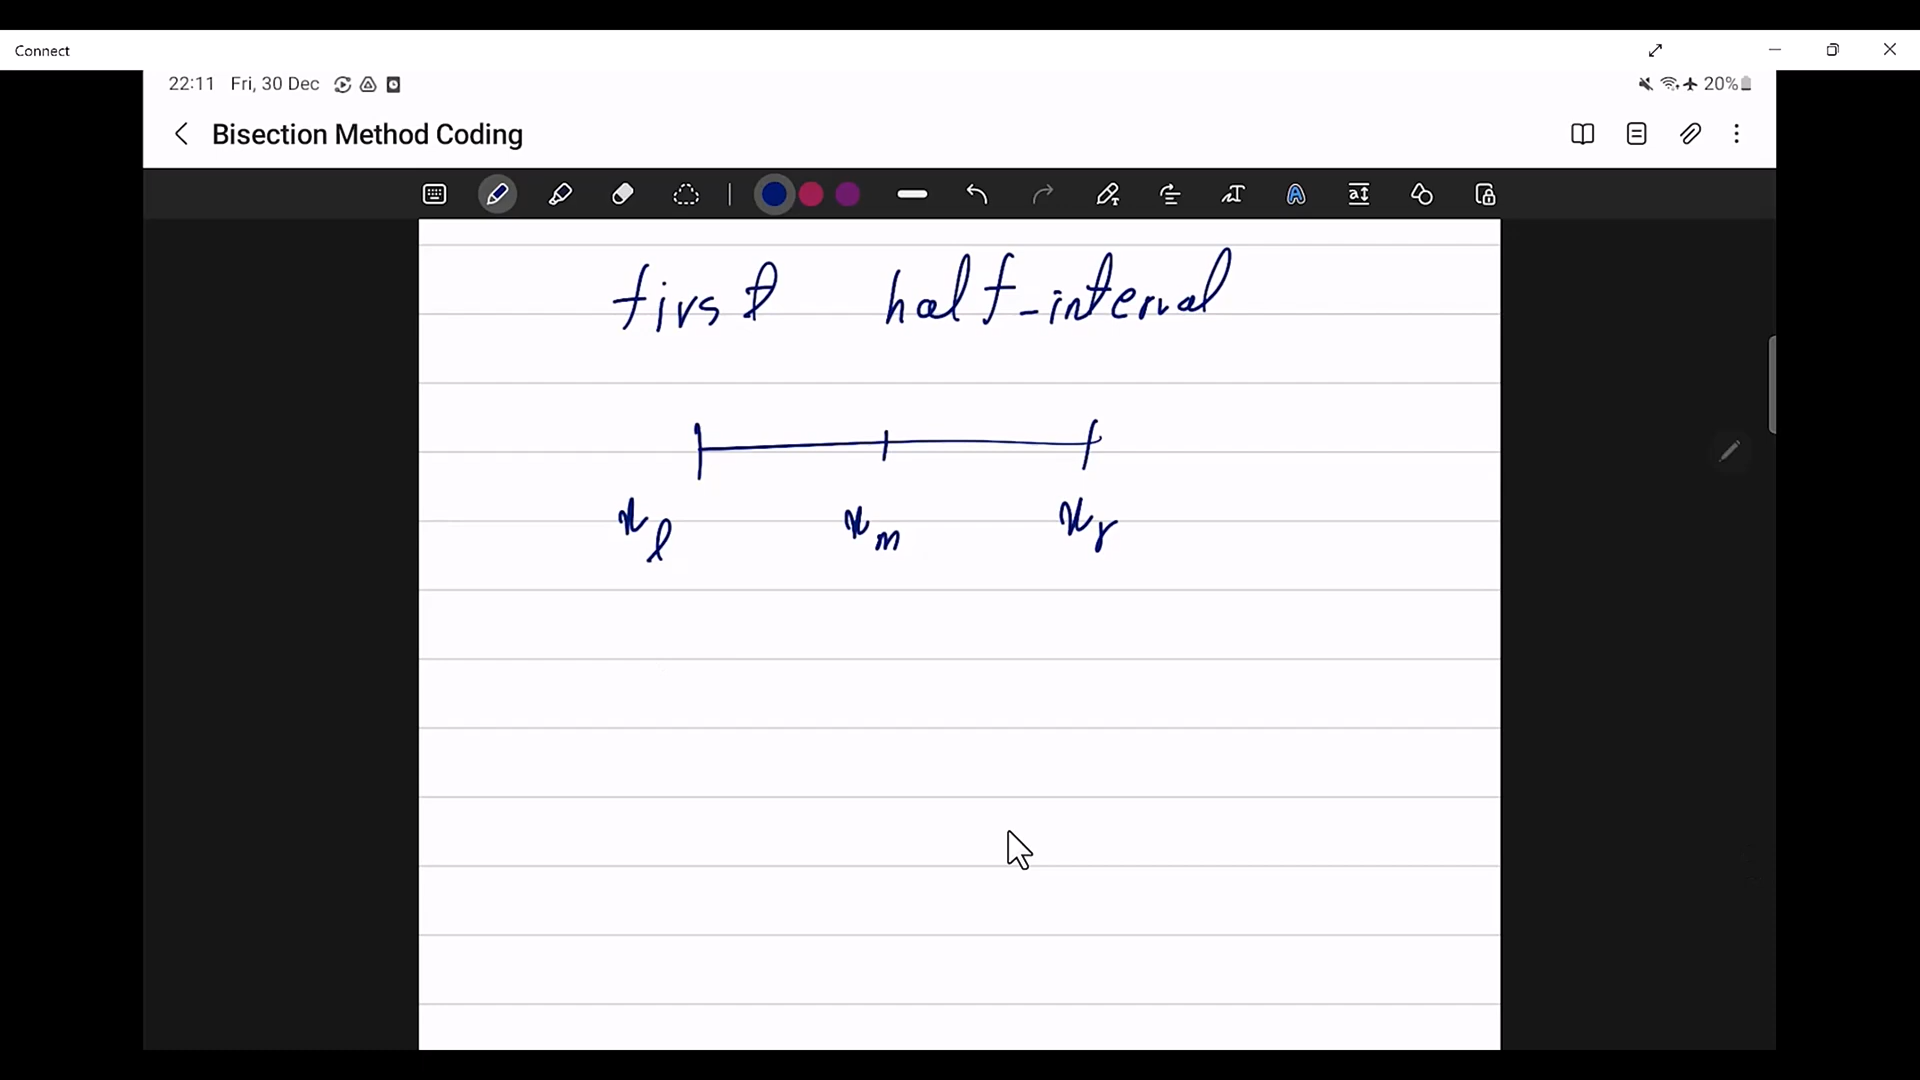 Connect
22:11 Fri, 30 Dec 20%
Bisection Method Coding
first half-interval
x_l x_m x_r